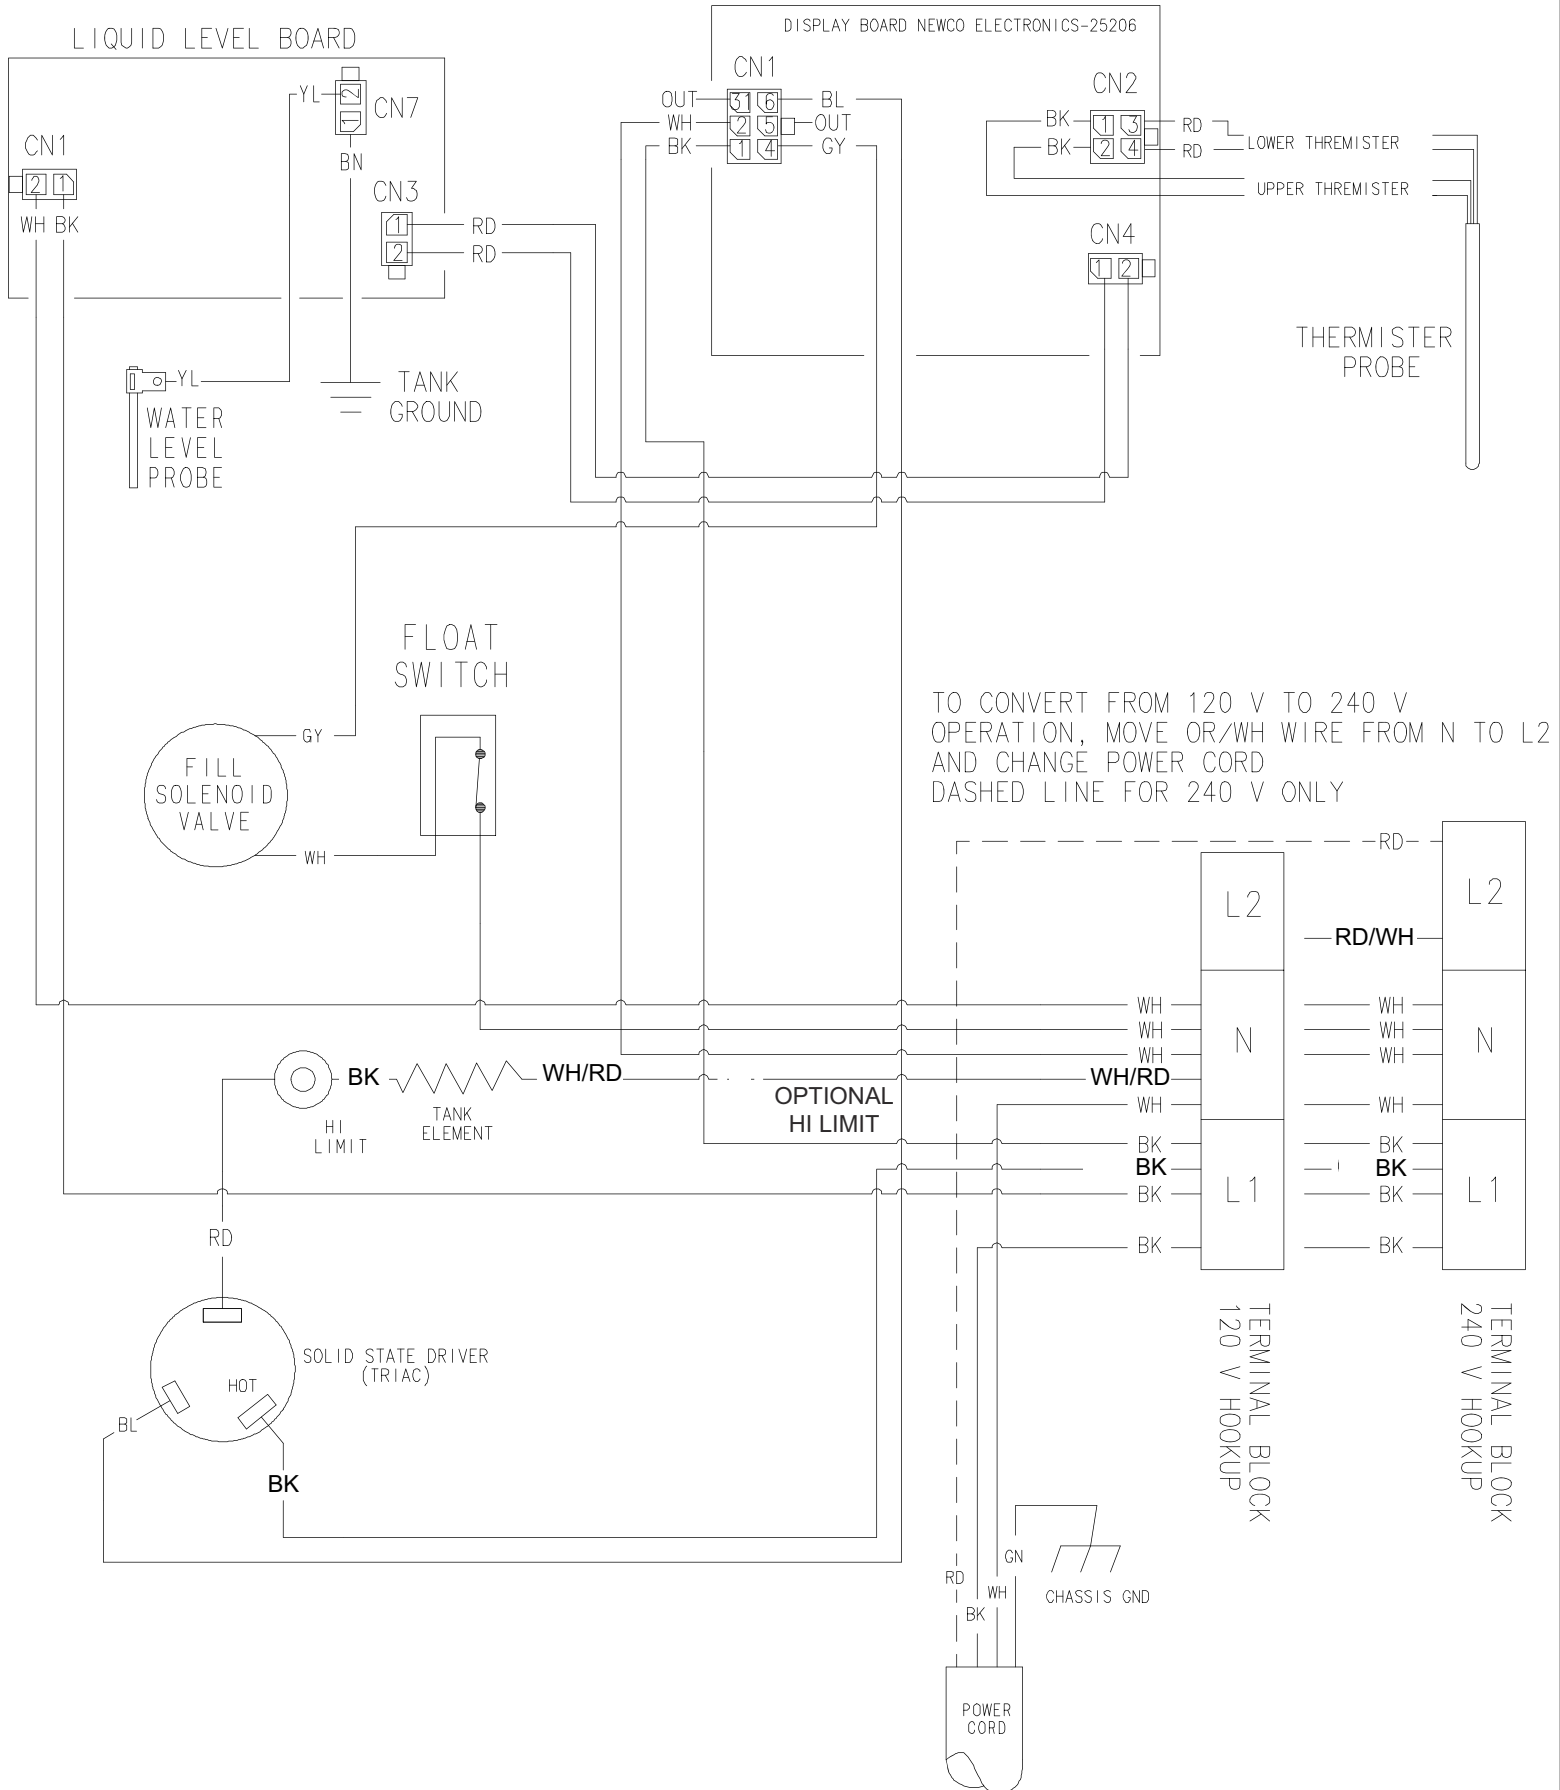 DISPLAY BOARD NEWCO ELECTRONICS-25206
LIQUID LEVEL BOARD
CN1
CN2
YL
2
CN7
1
OUT
31
6
BL
WH
2
5
OUT
BK
1
4
GY
BK
1
3
RD
BK
2
4
RD
LOWER THREMISTER
UPPER THREMISTER
CN1
2
1
WH
BK
BN
CN3
1
RD
2
RD
CN4
1
2
THERMISTER
PROBE
YL
WATER
LEVEL
PROBE
TANK
GROUND
FLOAT
SWITCH
GY
FILL
SOLENOID
VALVE
WH
TO CONVERT FROM 120 V TO 240 V
OPERATION, MOVE OR/WH WIRE FROM N TO L2
AND CHANGE POWER CORD
DASHED LINE FOR 240 V ONLY
RD
L2
L2
RD/WH
WH
WH
WH
WH
WH
WH
N
N
BK
WH/RD
WH/RD
TANK
ELEMENT
HI
LIMIT
OPTIONAL
HI LIMIT
WH
WH
BK
BK
BK
BK
BK
BK
L1
L1
BK
BK
RD
SOLID STATE DRIVER
(TRIAC)
HOT
BL
BK
TERMINAL BLOCK
120 V HOOKUP
TERMINAL BLOCK
240 V HOOKUP
RD
BK
WH
GN
CHASSIS GND
POWER
CORD